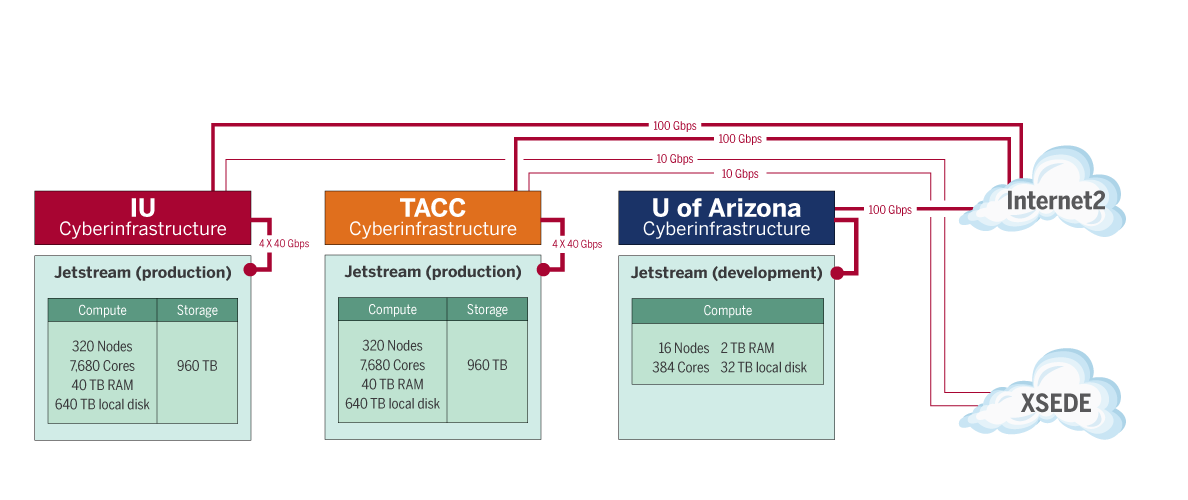 100 Gbps
100 Gbps
10 Gbps
10 Gbps
IU
Cyberinfrastructure
4 X 40 Gbps
TACC
Cyberinfrastructure
4 X 40 Gbps
U of Arizona
Cyberinfrastructure
100 Gbps
Internet2
Jetstream (production)
Compute
Storage
320 Nodes
7,680 Cores
40 TB RAM
640 TB local disk
960 TB
Jetstream (production)
Compute
Storage
320 Nodes
7,680 Cores
40 TB RAM
640 TB local disk
960 TB
Jetstream (development)
Compute
16 Nodes 2 TB RAM
384 Cores 32 TB local disk
XSEDE